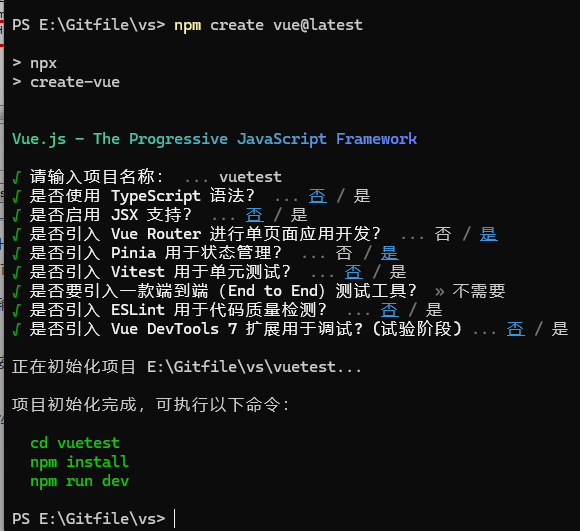 PS E:\Gitfile\vs> npm create vue@latest
> npx
> create-vue
Vue.js - The Progressive JavaScript Framework
√ 请输入项目名称： ... vuetest
√ 是否使用 TypeScript 语法？ ... 否 / 是
√ 是否启用 JSX 支持？ ... 否 / 是
√ 是否引入 Vue Router 进行单页面应用开发？ ... 否 / 是
√ 是否引入 Pinia 用于状态管理？ ... 否 / 是
√ 是否引入 Vitest 用于单元测试？ ... 否 / 是
√ 是否要引入一款端到端（End to End）测试工具？ » 不需要
√ 是否引入 ESLint 用于代码质量检测？ ... 否 / 是
√ 是否引入 Vue DevTools 7 扩展用于调试？(试验阶段) ... 否 / 是
正在初始化项目 E:\Gitfile\vs\vuetest...
项目初始化完成，可执行以下命令：
cd vuetest
npm install
npm run dev
PS E:\Gitfile\vs>